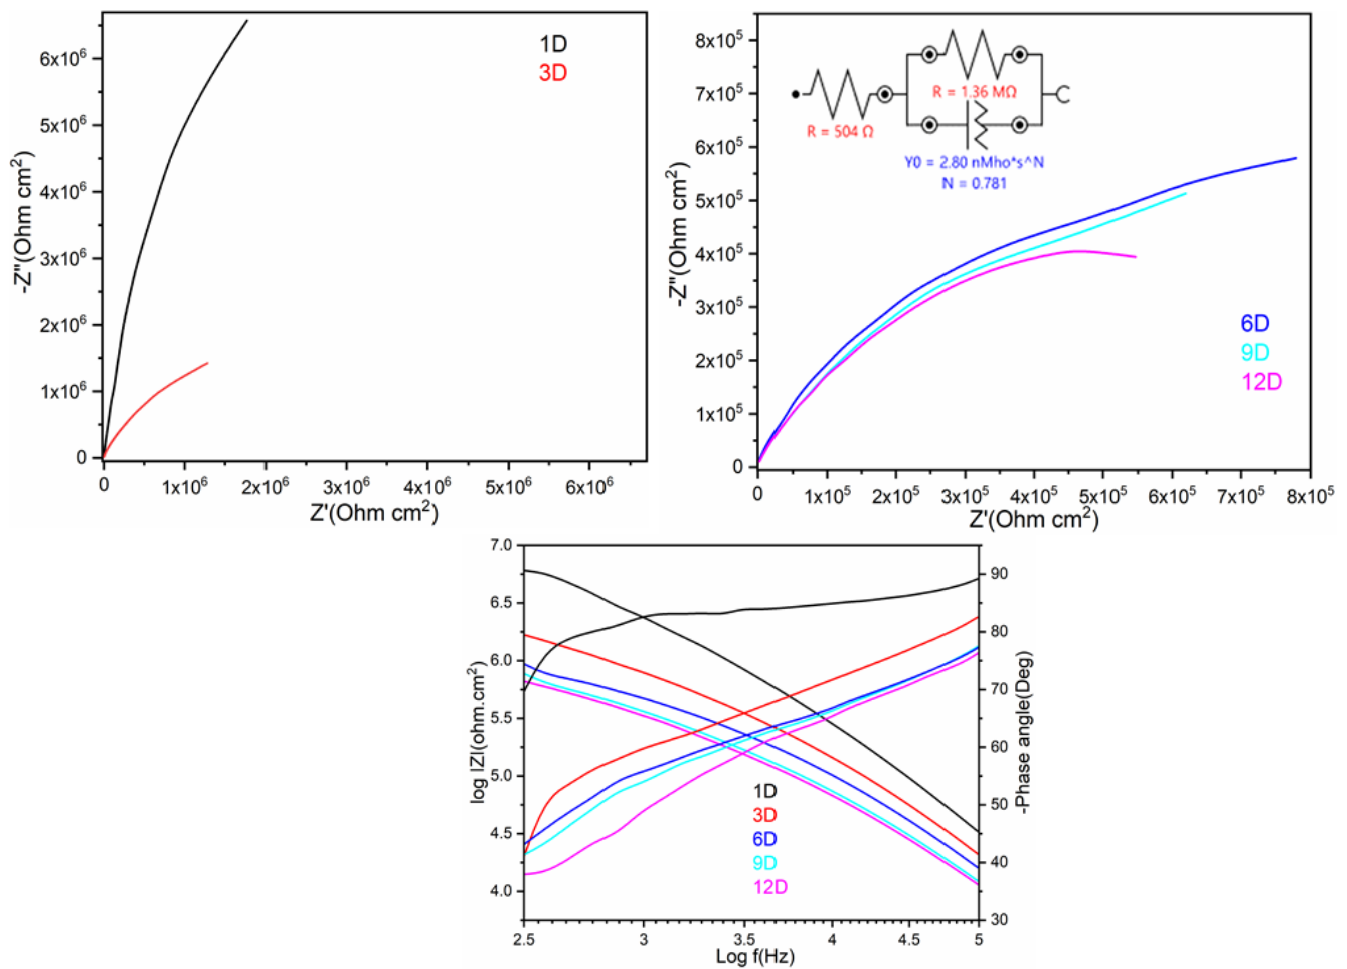 6x10⁶
5x10⁶
4x10⁶
3x10⁶
2x10⁶
1x10⁶
0
-Z"(Ohm cm²)
1D
3D
0 1x10⁶ 2x10⁶ 3x10⁶ 4x10⁶ 5x10⁶ 6x10⁶
Z'(Ohm cm²)
8x10⁵
7x10⁵
6x10⁵
5x10⁵
4x10⁵
3x10⁵
2x10⁵
1x10⁵
0
-Z"(Ohm cm²)
R = 504 Ω
R = 1.36 MΩ
Y0 = 2.80 nMho*s^N
N = 0.781
6D
9D
12D
0 1x10⁵ 2x10⁵ 3x10⁵ 4x10⁵ 5x10⁵ 6x10⁵ 7x10⁵ 8x10⁵
Z'(Ohm cm²)
7.0
6.5
6.0
5.5
5.0
4.5
4.0
log |Z|(ohm.cm²)
1D
3D
6D
9D
12D
90
80
70
60
50
40
30
-Phase angle(Deg)
2.5 3 3.5 4 4.5 5
Log f(Hz)